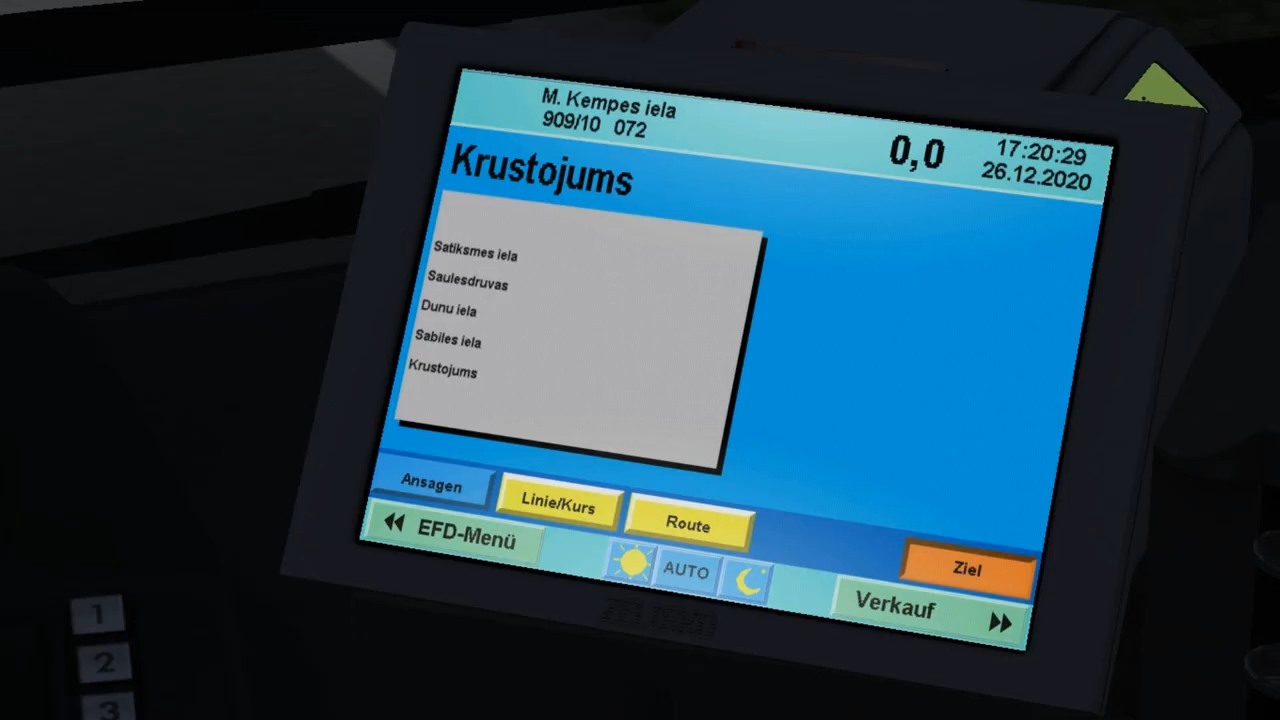 M. Kempes iela
909/10 072
0,0
17:20:29
26.12.2020
Krustojums
Satiksmes iela
Saulesdruvas
Dunu iela
Sabiles iela
Krustojums
Ansagen
Linie/Kurs
Route
Ziel
EFD-Menü
AUTO
Verkauf
1
2
3